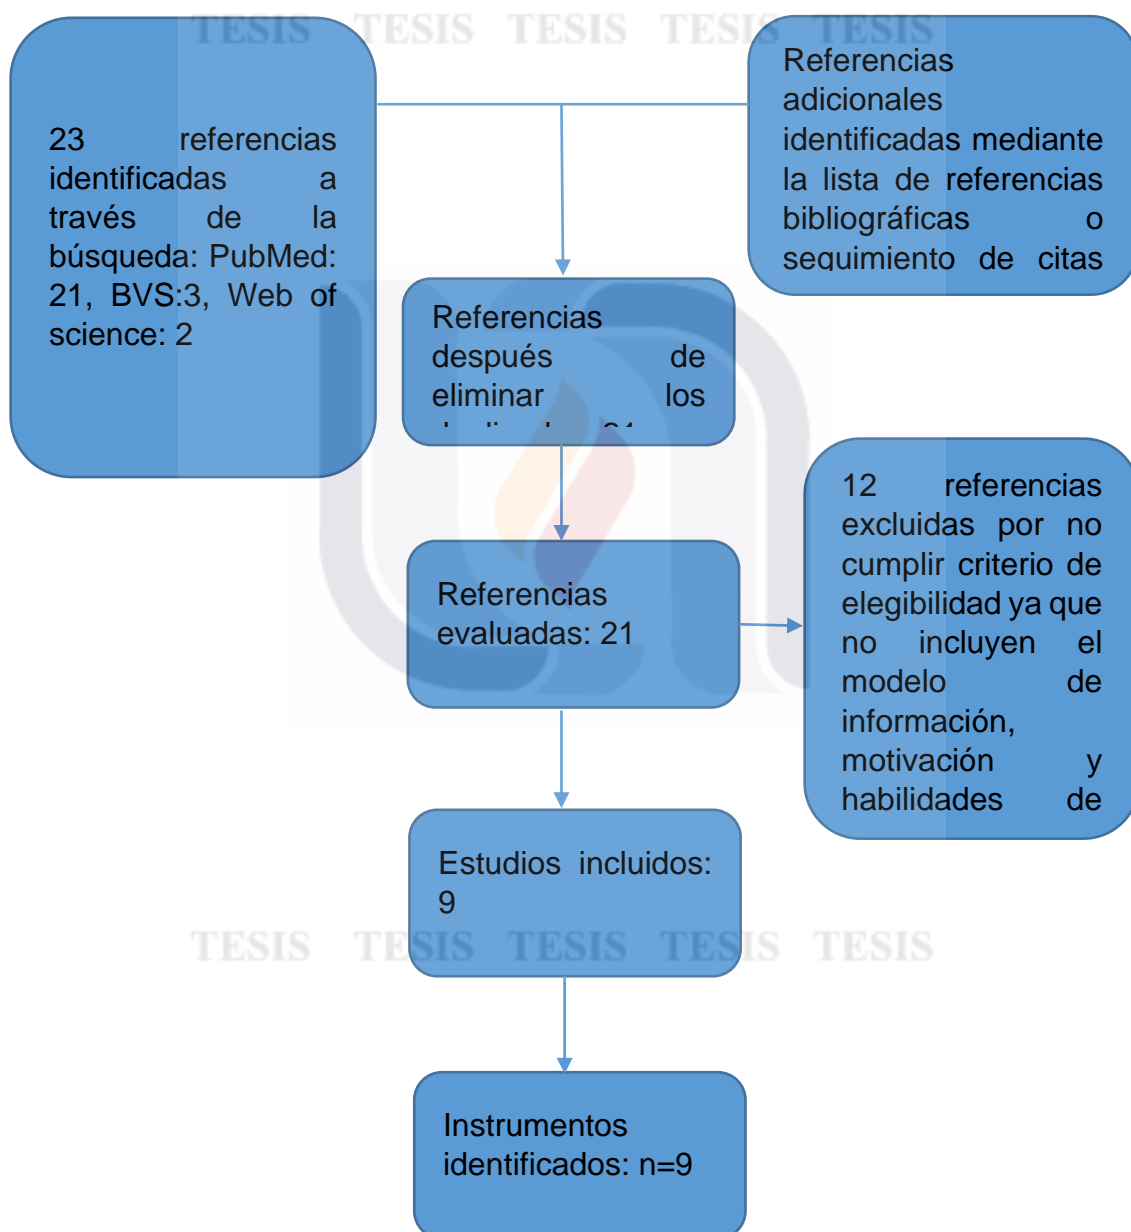 TESIS TESIS TESIS TESIS TESIS
23 referencias
identificadas a
través de la
búsqueda: PubMed:
21, BVS:3, Web of
science: 2
Referencias
adicionales
identificadas mediante
la lista de referencias
bibliográficas o
seguimiento de citas
Referencias
después de
eliminar los
12 referencias
excluidas por no
cumplir criterio de
elegibilidad ya que
no incluyen el
modelo de
información,
motivación y
habilidades de
Referencias
evaluadas: 21
Estudios incluidos:
9
TESIS TESIS TESIS TESIS TESIS
Instrumentos
identificados: n=9